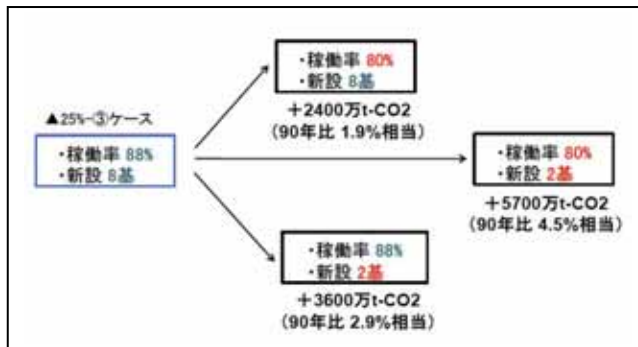 ・稼働率 80%
・新設 8基
+2400万t-CO2
(90年比 1.9%相当)
▲25%-③ケース
・稼働率 88%
・新設 8基
・稼働率 80%
・新設 2基
+5700万t-CO2
(90年比 4.5%相当)
・稼働率 88%
・新設 2基
+3600万t-CO2
(90年比 2.9%相当)